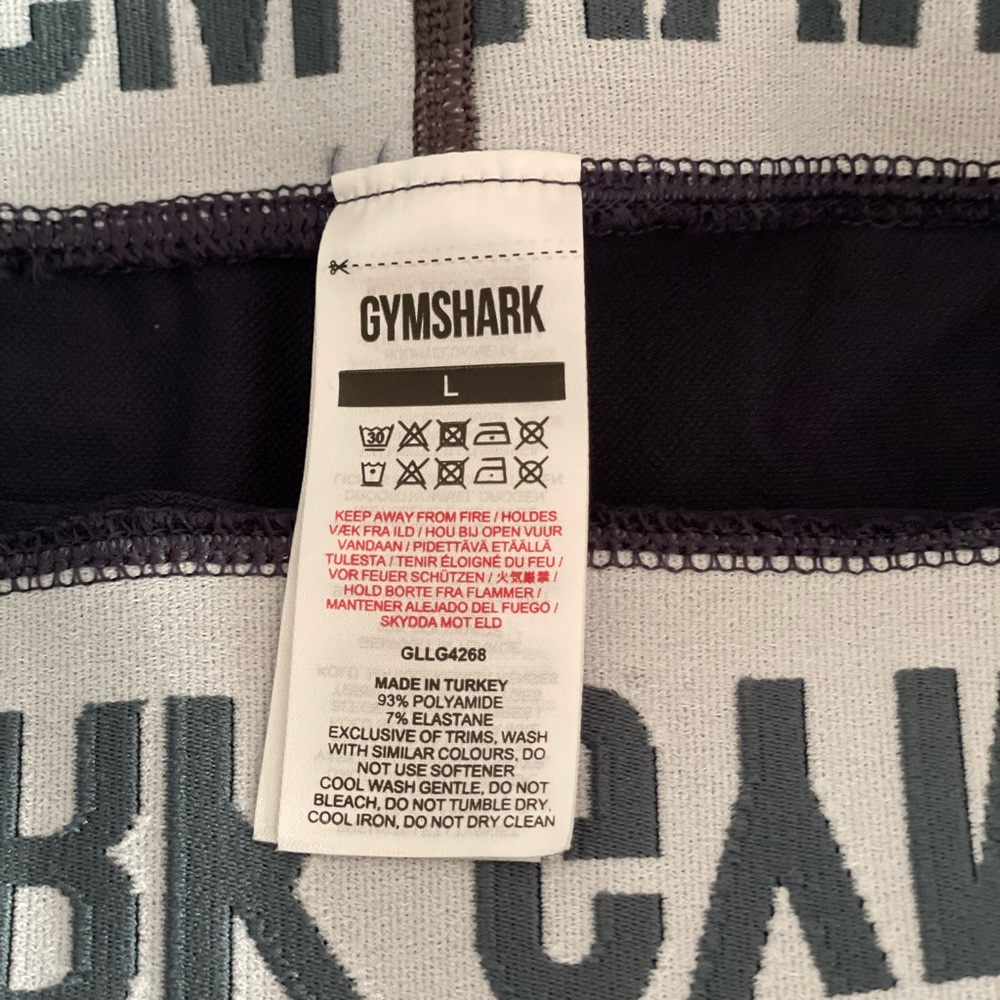 GYMSHARK
L
30
KEEP AWAY FROM FIRE / HOLDES
VÆK FRA ILD / HOU BIJ OPEN VUUR
VANDAAN / PIDETTÄVÄ ETÄÄLLÄ
TULESTA / TENIR ÉLOIGNÉ DU FEU /
VOR FEUER SCHÜTZEN / 火気厳禁 /
HOLD BORTE FRA FLAMMER /
MANTENER ALEJADO DEL FUEGO /
SKYDDA MOT ELD
GLLG4268
MADE IN TURKEY
93% POLYAMIDE
7% ELASTANE
EXCLUSIVE OF TRIMS, WASH
WITH SIMILAR COLOURS, DO
NOT USE SOFTENER
COOL WASH GENTLE, DO NOT
BLEACH, DO NOT TUMBLE DRY,
COOL IRON, DO NOT DRY CLEAN